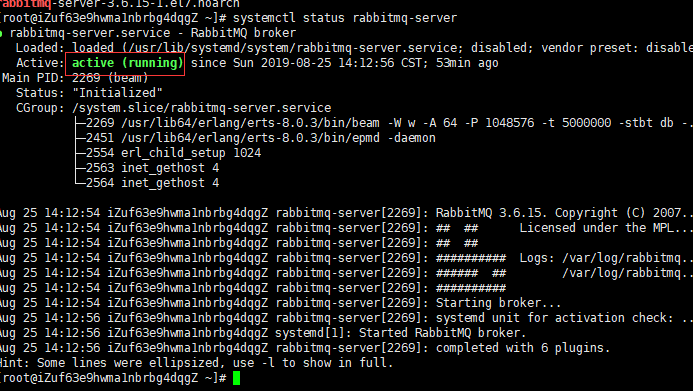 rabbitmq-server-3.6.15-1.el7.noarch
[root@iZuf63e9hwma1nbrbg4dqgZ ~]# systemctl status rabbitmq-server
● rabbitmq-server.service - RabbitMQ broker
Loaded: loaded (/usr/lib/systemd/system/rabbitmq-server.service; disabled; vendor preset: disable
Active: active (running) since Sun 2019-08-25 14:12:56 CST; 53min ago
Main PID: 2269 (beam)
Status: "Initialized"
CGroup: /system.slice/rabbitmq-server.service
├─2269 /usr/lib64/erlang/erts-8.0.3/bin/beam -W w -A 64 -P 1048576 -t 5000000 -stbt db -..
├─2451 /usr/lib64/erlang/erts-8.0.3/bin/epmd -daemon
├─2554 erl_child_setup 1024
├─2563 inet_gethost 4
└─2564 inet_gethost 4
Aug 25 14:12:54 iZuf63e9hwma1nbrbg4dqgZ rabbitmq-server[2269]: RabbitMQ 3.6.15. Copyright (C) 2007...
Aug 25 14:12:54 iZuf63e9hwma1nbrbg4dqgZ rabbitmq-server[2269]: ##  ##      Licensed under the MPL...
Aug 25 14:12:54 iZuf63e9hwma1nbrbg4dqgZ rabbitmq-server[2269]: ##  ##
Aug 25 14:12:54 iZuf63e9hwma1nbrbg4dqgZ rabbitmq-server[2269]: ##########  Logs: /var/log/rabbitmq...
Aug 25 14:12:54 iZuf63e9hwma1nbrbg4dqgZ rabbitmq-server[2269]: ######  ##        /var/log/rabbitmq...
Aug 25 14:12:54 iZuf63e9hwma1nbrbg4dqgZ rabbitmq-server[2269]: ##########
Aug 25 14:12:54 iZuf63e9hwma1nbrbg4dqgZ rabbitmq-server[2269]: Starting broker...
Aug 25 14:12:56 iZuf63e9hwma1nbrbg4dqgZ rabbitmq-server[2269]: systemd unit for activation check: ...
Aug 25 14:12:56 iZuf63e9hwma1nbrbg4dqgZ systemd[1]: Started RabbitMQ broker.
Aug 25 14:12:56 iZuf63e9hwma1nbrbg4dqgZ rabbitmq-server[2269]: completed with 6 plugins.
Hint: Some lines were ellipsized, use -l to show in full.
[root@iZuf63e9hwma1nbrbg4dqgZ ~]#